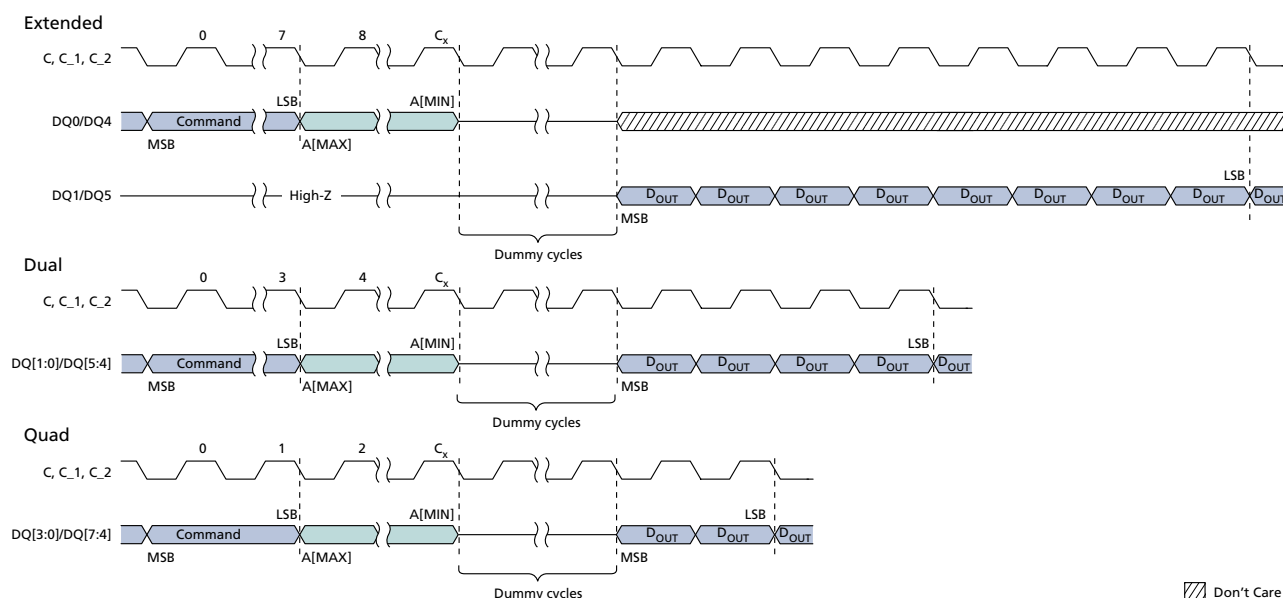 Extended
0 7 8 Cx
C, C_1, C_2
LSB A[MIN]
DQ0/DQ4 Command
MSB A[MAX]
LSB
DQ1/DQ5 High-Z DOUT DOUT DOUT DOUT DOUT DOUT DOUT DOUT DOUT
MSB
Dummy cycles
Dual
0 3 4 Cx
C, C_1, C_2
LSB A[MIN] LSB
DQ[1:0]/DQ[5:4] Command DOUT DOUT DOUT DOUT DOUT
MSB A[MAX] MSB
Dummy cycles
Quad
0 1 2 Cx
C, C_1, C_2
LSB A[MIN] LSB
DQ[3:0]/DQ[7:4] Command DOUT DOUT DOUT
MSB A[MAX] MSB
Dummy cycles
Don't Care